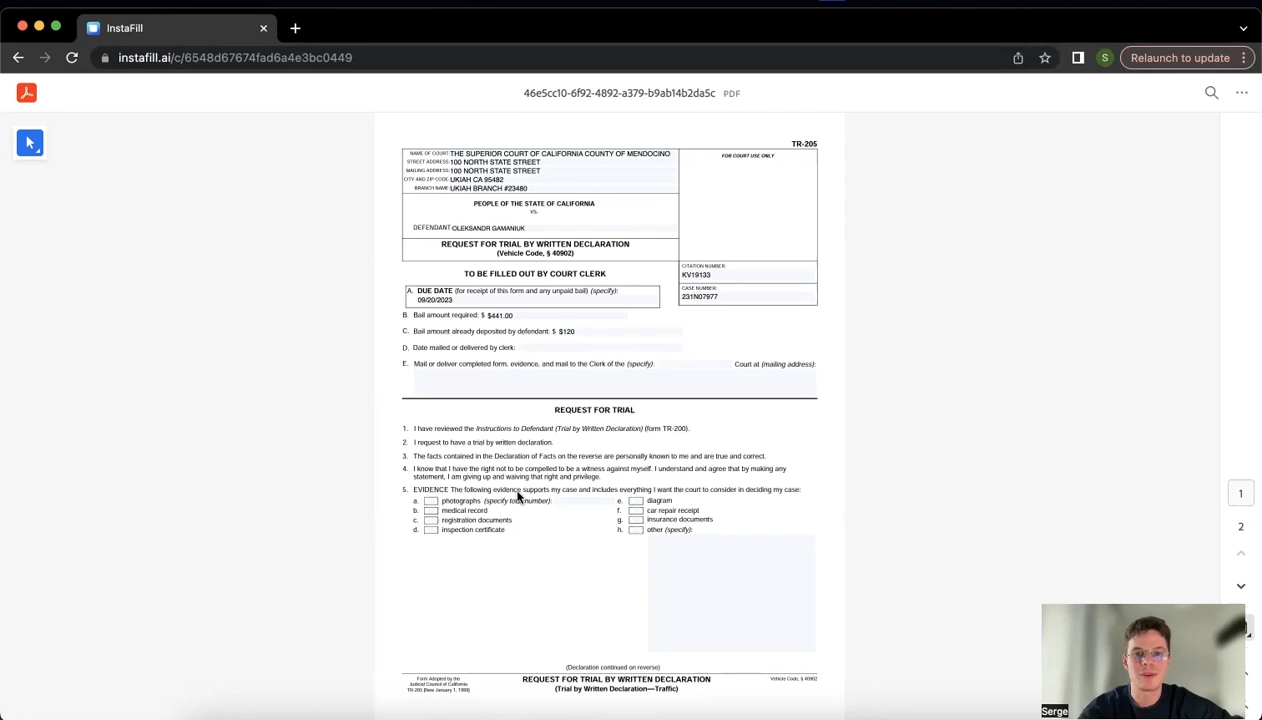 InstaFill
instafill.ai/c/6548d67674fad6a4e3bc0449
S
Relaunch to update
46e5cc10-6f92-4892-a379-b9ab14b2da5c PDF
TR-205
NAME OF COURT: THE SUPERIOR COURT OF CALIFORNIA COUNTY OF MENDOCINO
STREET ADDRESS: 100 NORTH STATE STREET
MAILING ADDRESS: 100 NORTH STATE STREET
CITY AND ZIP CODE: UKIAH CA 95482
BRANCH NAME: UKIAH BRANCH #23480
FOR COURT USE ONLY
PEOPLE OF THE STATE OF CALIFORNIA
VS.
DEFENDANT: OLEKSANDR GAMANIUK
REQUEST FOR TRIAL BY WRITTEN DECLARATION
(Vehicle Code, § 40902)
CITATION NUMBER:
KV19133
CASE NUMBER:
231N07977
TO BE FILLED OUT BY COURT CLERK
A. DUE DATE (for receipt of this form and any unpaid bail) (specify):
09/20/2023
B. Bail amount required: $ $441.00
C. Bail amount already deposited by defendant: $ $120
D. Date mailed or delivered by clerk:
E. Mail or deliver completed form, evidence, and mail to the Clerk of the (specify): Court at (mailing address):
REQUEST FOR TRIAL
1. I have reviewed the Instructions to Defendant (Trial by Written Declaration) (form TR-200).
2. I request to have a trial by written declaration.
3. The facts contained in the Declaration of Facts on the reverse are personally known to me and are true and correct.
4. I know that I have the right not to be compelled to be a witness against myself. I understand and agree that by making any
statement, I am giving up and waiving that right and privilege.
5. EVIDENCE The following evidence supports my case and includes everything I want the court to consider in deciding my case:
a. photographs (specify total number):
b. medical record
c. registration documents
d. inspection certificate
e. diagram
f. car repair receipt
g. insurance documents
h. other (specify):
(Declaration continued on reverse)
Form Adopted by the
Judicial Council of California
TR-205 [New January 1, 1999]
REQUEST FOR TRIAL BY WRITTEN DECLARATION
(Trial by Written Declaration—Traffic)
Vehicle Code, § 40902
1
2
Serge